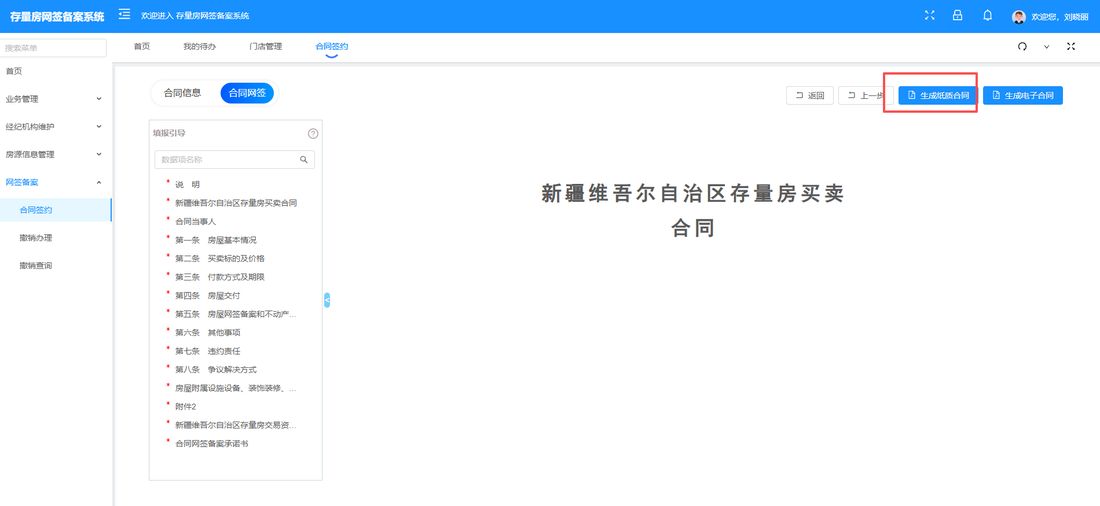 存量房网签备案系统
欢迎进入 存量房网签备案系统
欢迎您，刘晓丽
搜索菜单
首页
我的待办
门店管理
合同签约
首页
业务管理
经纪机构维护
房源信息管理
网签备案
合同签约
撤销办理
撤销查询
合同信息
合同网签
返回
上一步
生成纸质合同
生成电子合同
填报引导
数据项名称
* 说　明
* 新疆维吾尔自治区存量房买卖合同
* 合同当事人
* 第一条　房屋基本情况
* 第二条　买卖标的及价格
* 第三条　付款方式及期限
* 第四条　房屋交付
* 第五条　房屋网签备案和不动产...
* 第六条　其他事项
* 第七条　违约责任
* 第八条　争议解决方式
* 房屋附属设施设备、装饰装修、...
* 附件2
* 新疆维吾尔自治区存量房交易资...
* 合同网签备案承诺书
新疆维吾尔自治区存量房买卖
合同